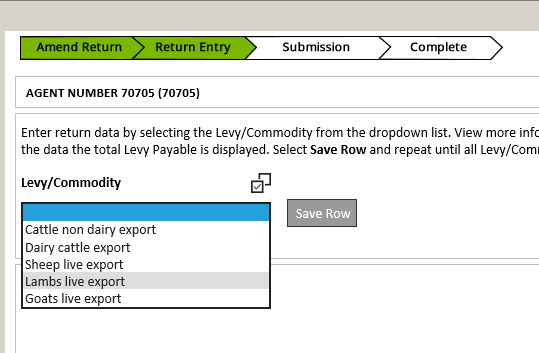 Amend Return Return Entry Submission Complete
AGENT NUMBER 70705 (70705)
Enter return data by selecting the Levy/Commodity from the dropdown list. View more info
the data the total Levy Payable is displayed. Select Save Row and repeat until all Levy/Com
Levy/Commodity
Save Row
Cattle non dairy export
Dairy cattle export
Sheep live export
Lambs live export
Goats live export